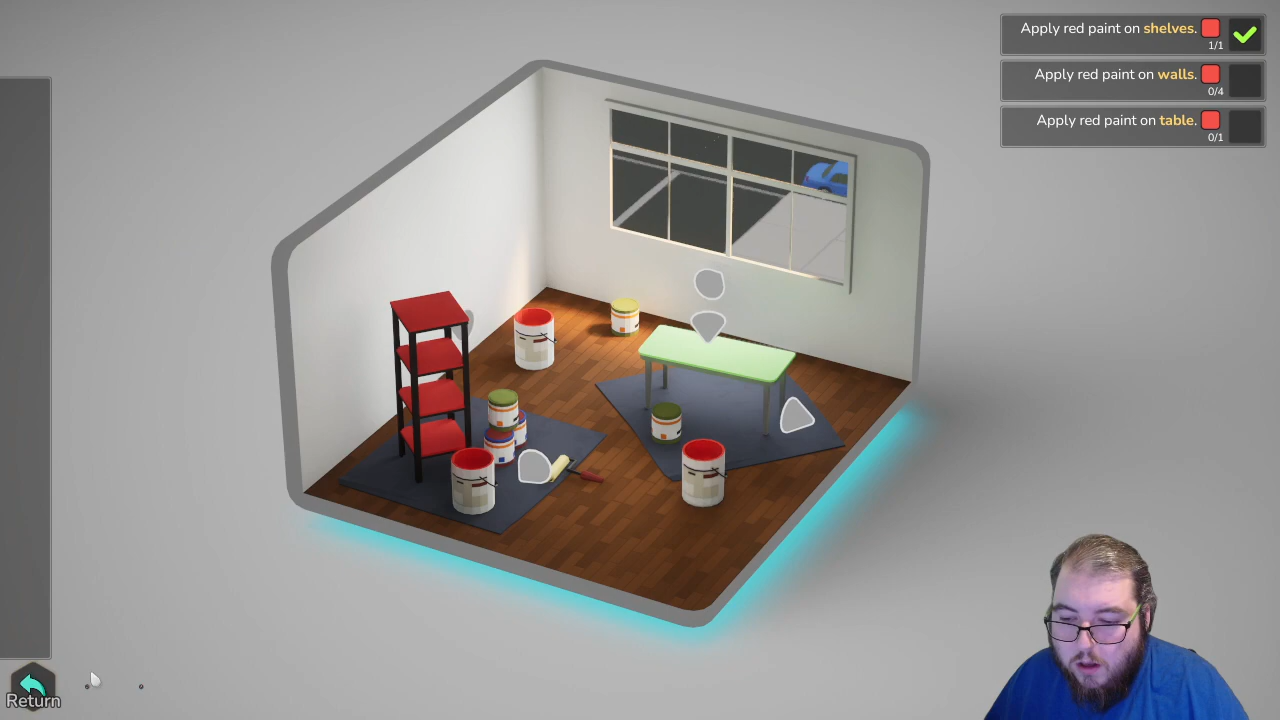 Apply red paint on shelves.
1/1
Apply red paint on walls.
0/4
Apply red paint on table.
0/1
Return